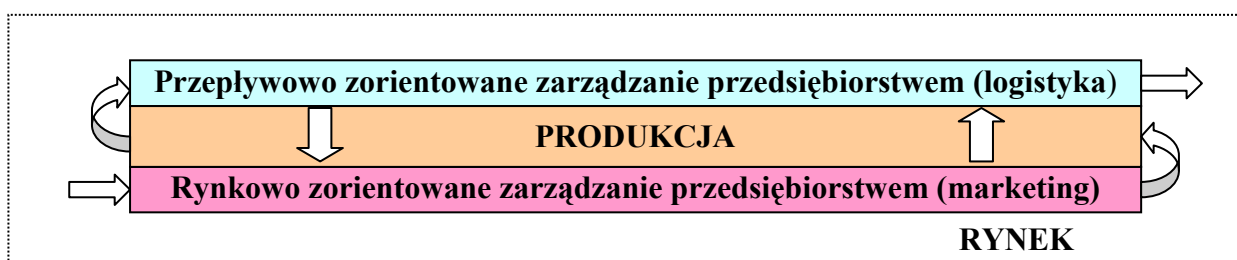 Przepływowo zorientowane zarządzanie przedsiębiorstwem (logistyka)
PRODUKCJA
Rynkowo zorientowane zarządzanie przedsiębiorstwem (marketing)
RYNEK